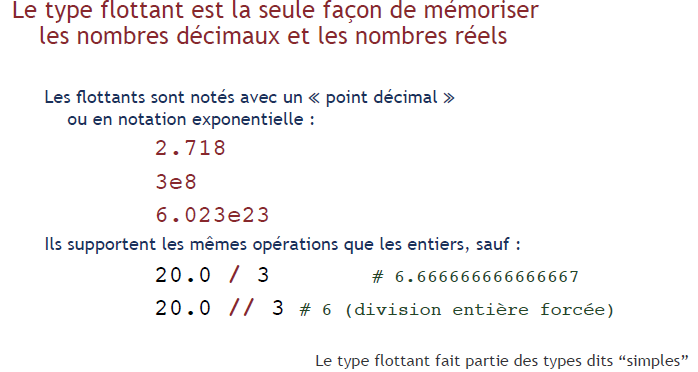 Le type flottant est la seule façon de mémoriser
les nombres décimaux et les nombres réels
Les flottants sont notés avec un « point décimal »
ou en notation exponentielle :
2.718
3e8
6.023e23
Ils supportent les mêmes opérations que les entiers, sauf :
20.0 / 3 # 6.666666666666667
20.0 // 3 # 6 (division entière forcée)
Le type flottant fait partie des types dits “simples”